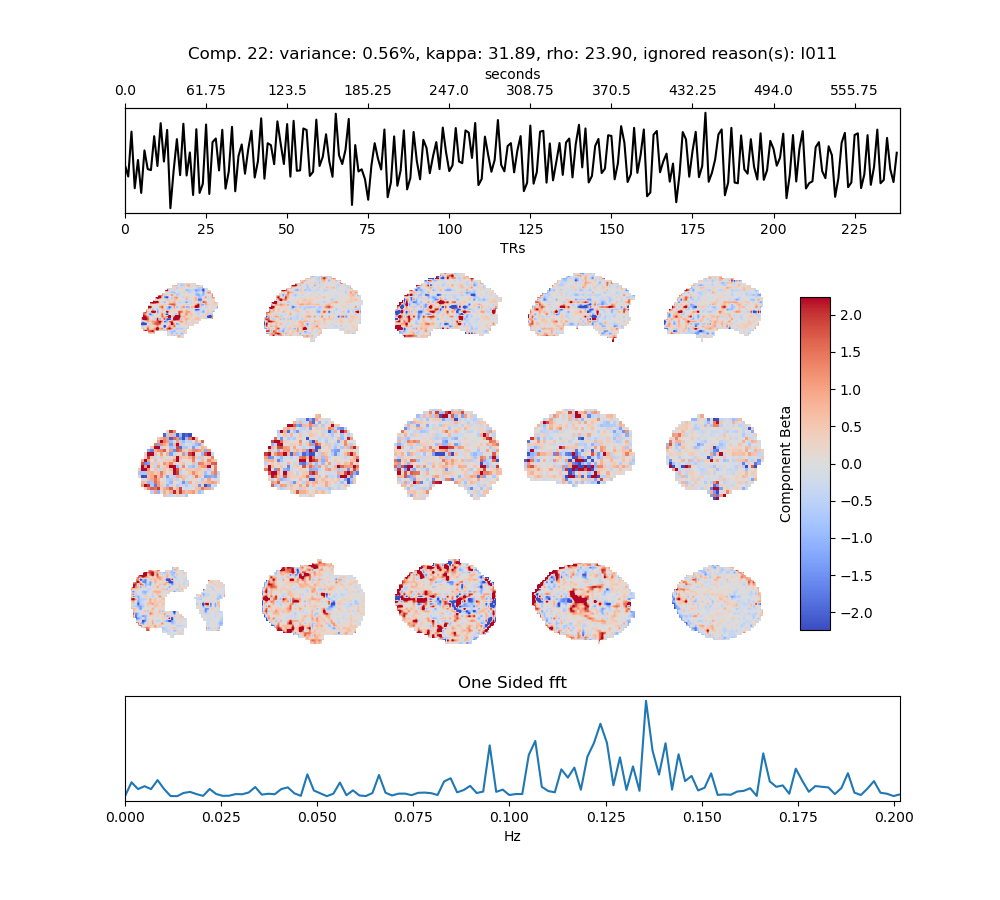 Comp. 22: variance: 0.56%, kappa: 31.89, rho: 23.90, ignored reason(s): I011
seconds
0.0 61.75 123.5 185.25 247.0 308.75 370.5 432.25 494.0 555.75
0 25 50 75 100 125 150 175 200 225
TRs
2.0
1.5
1.0
0.5
0.0
−0.5
−1.0
−1.5
−2.0
Component Beta
One Sided fft
0.000 0.025 0.050 0.075 0.100 0.125 0.150 0.175 0.200
Hz